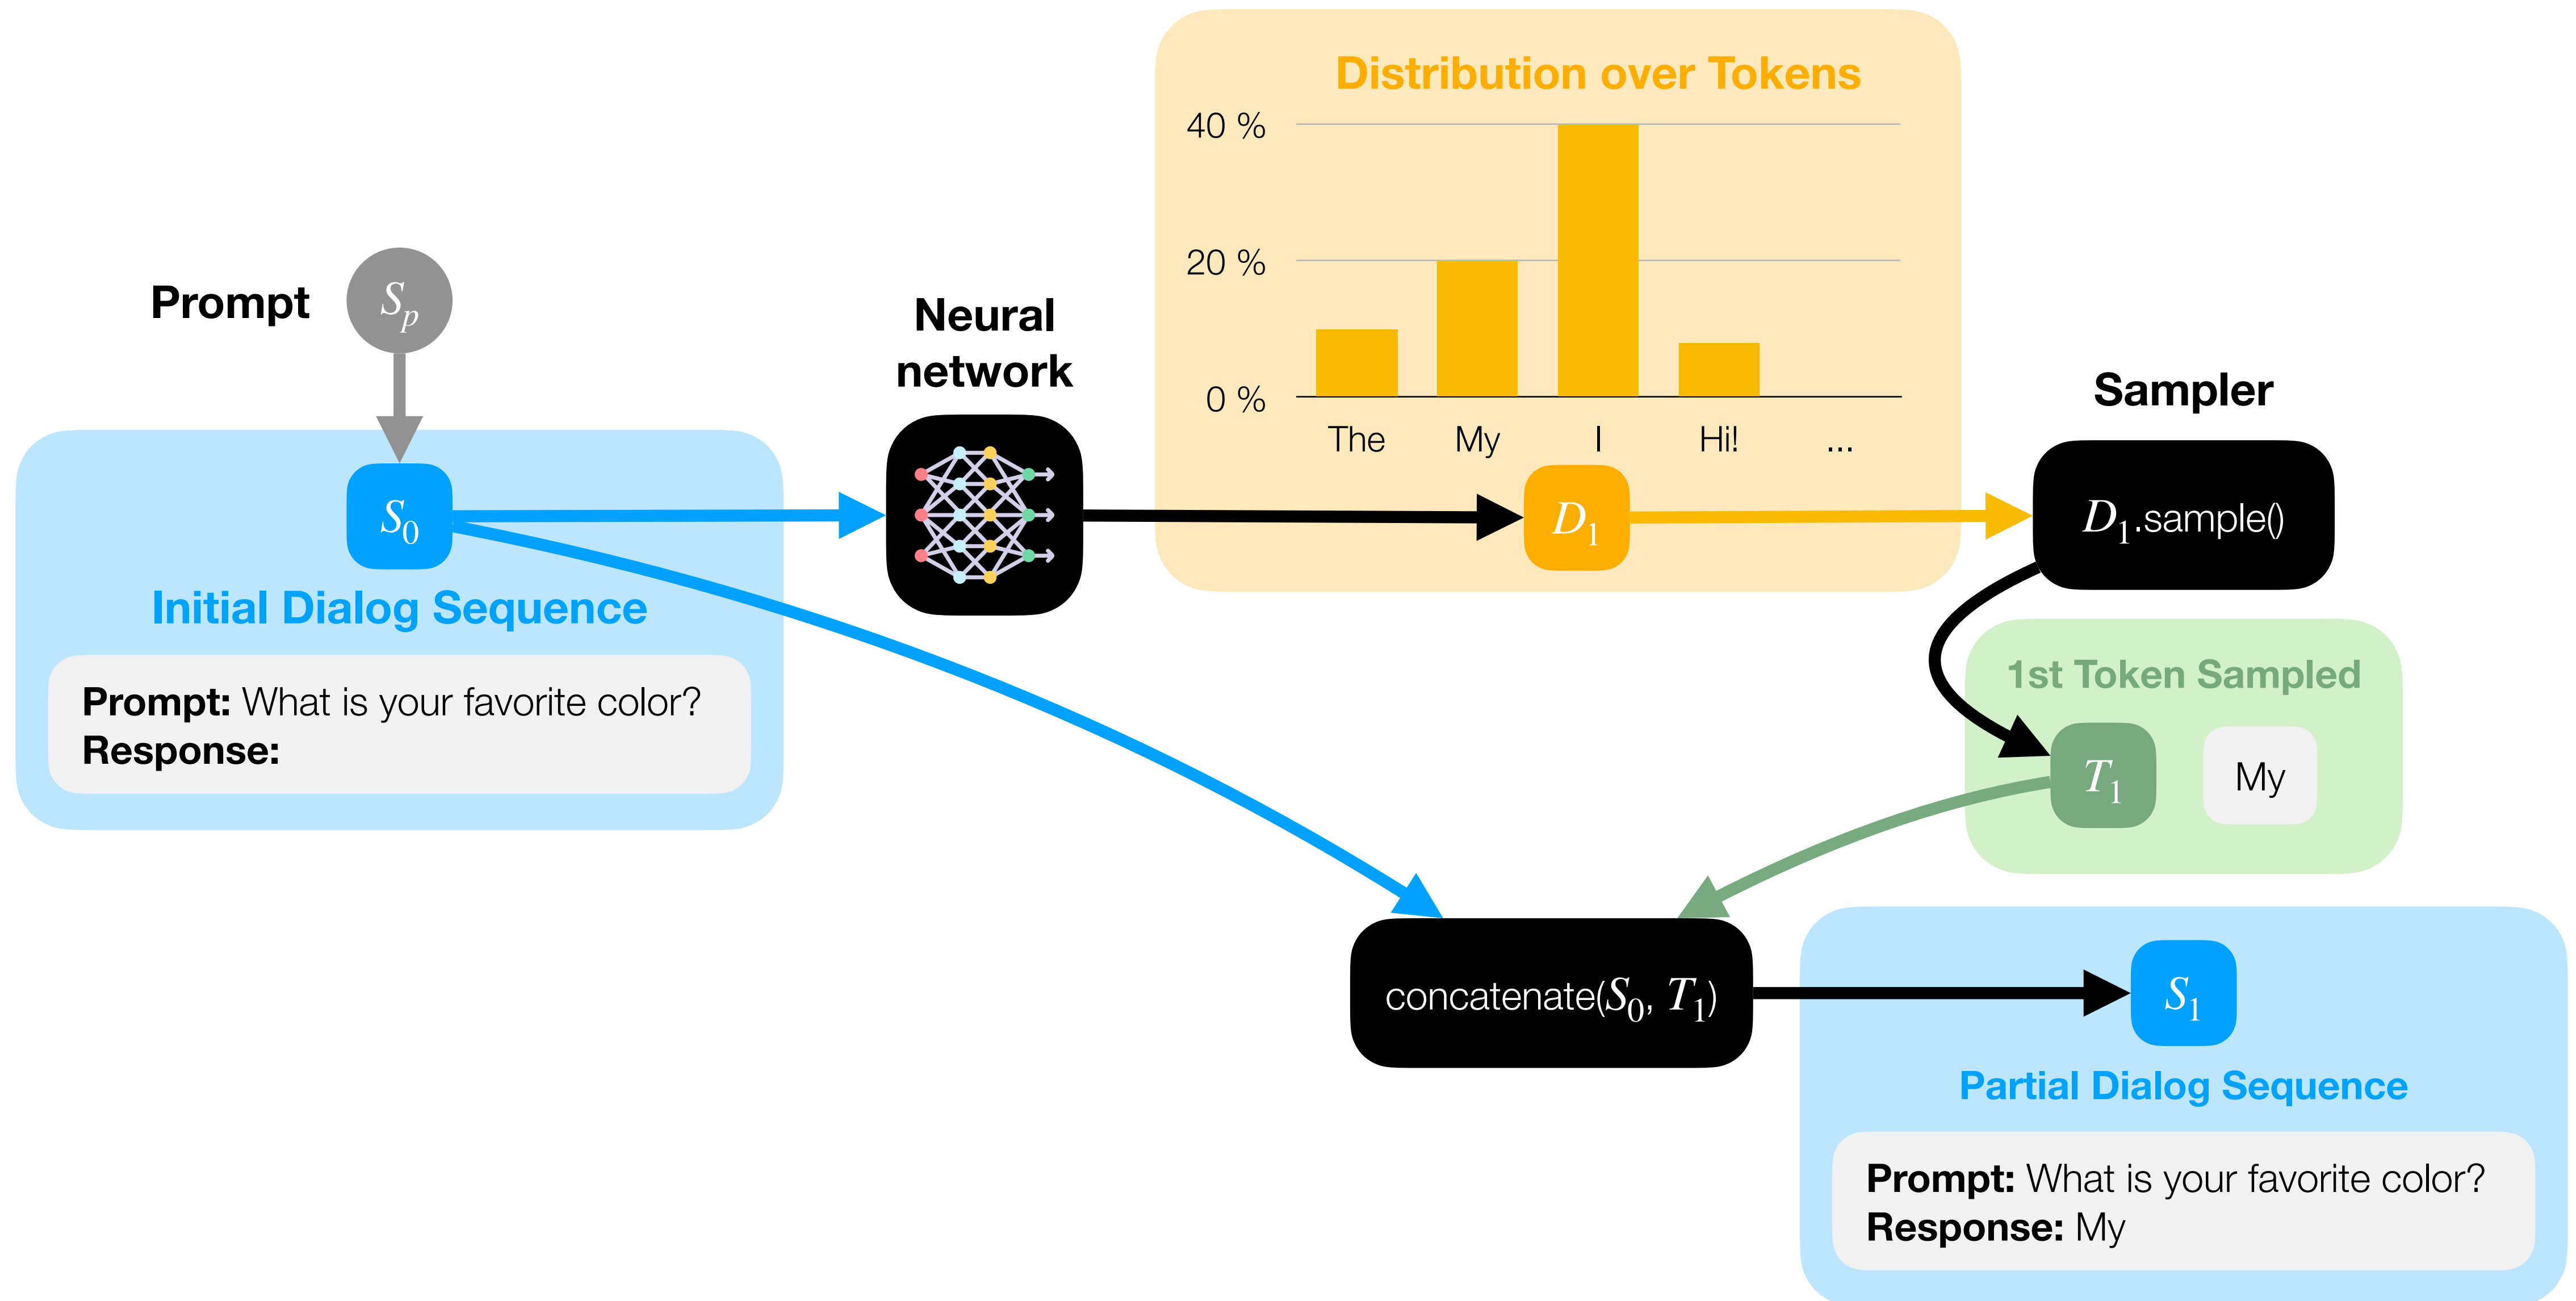 Distribution over Tokens
40 %
20 %
0 %
The My I Hi! ...
Prompt
Sₚ
Neural
network
Sampler
S₀
D₁
D₁.sample()
Initial Dialog Sequence
Prompt: What is your favorite color?
Response:
1st Token Sampled
T₁ My
concatenate(S₀, T₁)
S₁
Partial Dialog Sequence
Prompt: What is your favorite color?
Response: My